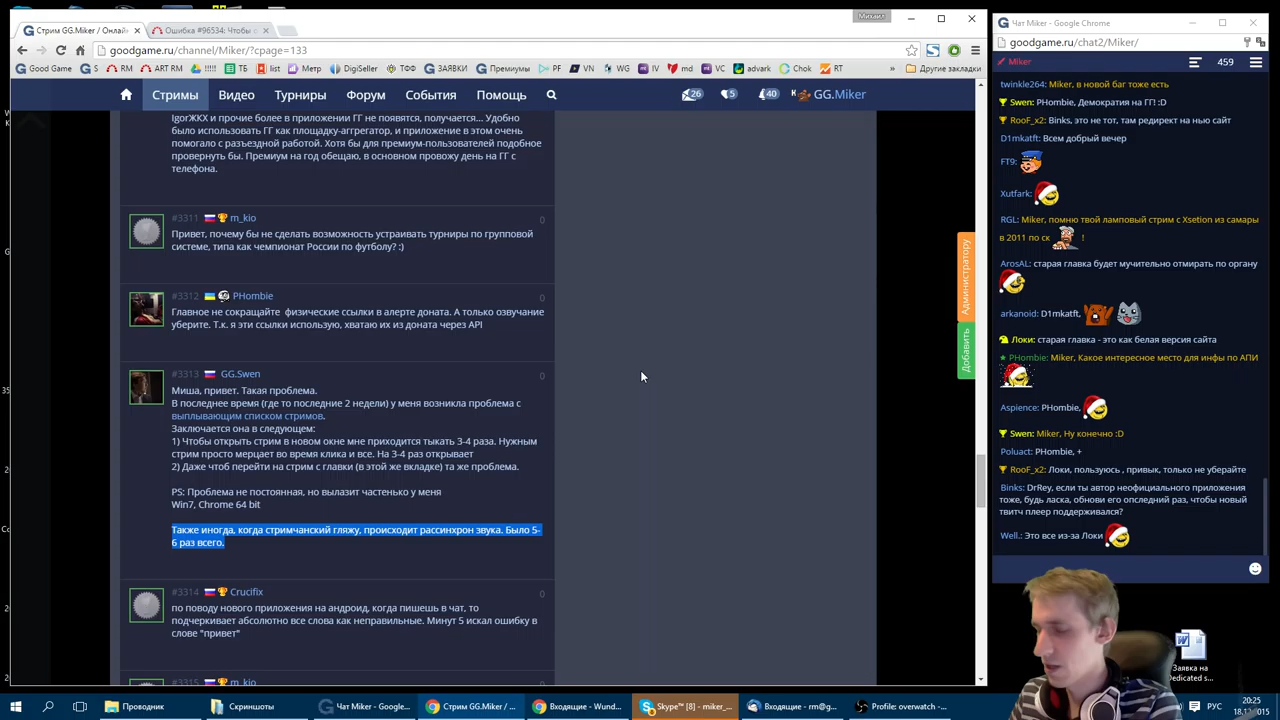 Михаил
Стрим GG.Miker / Онлайн
Ошибка #96534: Чтобы о
goodgame.ru/channel/Miker/?cpage=133
Good Game
G S
RM
ART RM
!!!!
ТБ
list
Метр
DigiSeller
ТФФ
ЗАЯВКИ
Премиумы
PF
VN
WG
IV
md
VC
advark
Chok
RT
»
Другие закладки
Стримы
Видео
Турниры
Форум
События
Помощь
26
5
40
GG.Miker
IgorЖКХ и прочие более в приложении ГГ не появятся, получается... Удобно
было использовать ГГ как площадку-аггрегатор, и приложение в этом очень
помогало с разъездной работой. Хотя бы для премиум-пользователей подобное
провернуть бы. Премиум на год обещаю, в основном провожу день на ГГ с
телефона.
#3311 m_kio 0
Привет, почему бы не сделать возможность устраивать турниры по групповой
системе, типа как чемпионат России по футболу? :)
#3312 PHombie 0
Главное не сокращайте физические ссылки в алерте доната. А только озвучание
уберите. Т.к. я эти ссылки использую, хватаю их из доната через API
#3313 GG.Swen 0
Миша, привет. Такая проблема.
В последнее время (где то последние 2 недели) у меня возникла проблема с
выплывающим списком стримов.
Заключается она в следующем:
1) Чтобы открыть стрим в новом окне мне приходится тыкать 3-4 раза. Нужным
стрим просто мерцает во время клика и все. На 3-4 раз открывает
2) Даже чтоб перейти на стрим с главки (в этой же вкладке) та же проблема.
PS: Проблема не постоянная, но вылазит частенько у меня
Win7, Chrome 64 bit
Также иногда, когда стримчанский гляжу, происходит рассинхрон звука. Было 5-
6 раз всего.
#3314 Crucifix 0
по поводу нового приложения на андроид, когда пишешь в чат, то
подчеркивает абсолютно все слова как неправильные. Минут 5 искал ошибку в
слове "привет"
#3315 m_kio
Администратору
Добавить
Чат Miker - Google Chrome
goodgame.ru/chat2/Miker/
Miker
459
twinkle264: Miker, в новой баг тоже есть
Swen: PHombie, Демократия на ГГ! :D
RooF_x2: Binks, это не тот, там редирект на нью сайт
D1mkatft: Всем добрый вечер
FT9:
Xutfark:
RGL: Miker, помню твой ламповый стрим с Xsetion из самары
в 2011 по ск !
ArosAL: старая главка будет мучительно отмирать по органу
arkanoid: D1mkatft,
Локи: старая главка - это как белая версия сайта
PHombie: Miker, Какое интересное место для инфы по АПИ
Aspience: PHombie,
Swen: Miker, Ну конечно :D
Poluact: PHombie, +
RooF_x2: Локи, пользуюсь , привык, только не уберайте
Binks: DrRey, если ты автор неофициального приложения
тоже, будь ласка, обнови его опследний раз, чтобы новый
твитч плеер поддерживался?
Well.: Это все из-за Локи
Заявка на
Dedicated s...
Проводник
Скриншоты
Чат Miker - Google...
Стрим GG.Miker / ...
Входящие - Wund...
Skype™ [8] - miker_...
Входящие - rm@g...
Profile: overwatch -...
РУС
20:25